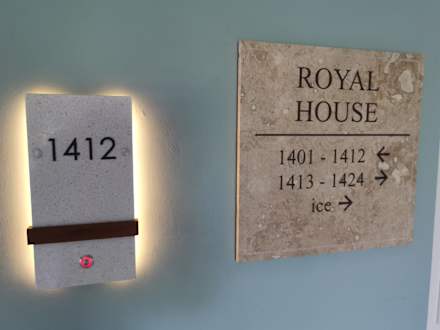 1412
ROYAL
HOUSE
1401 - 1412 ←
1413 - 1424 →
ice →